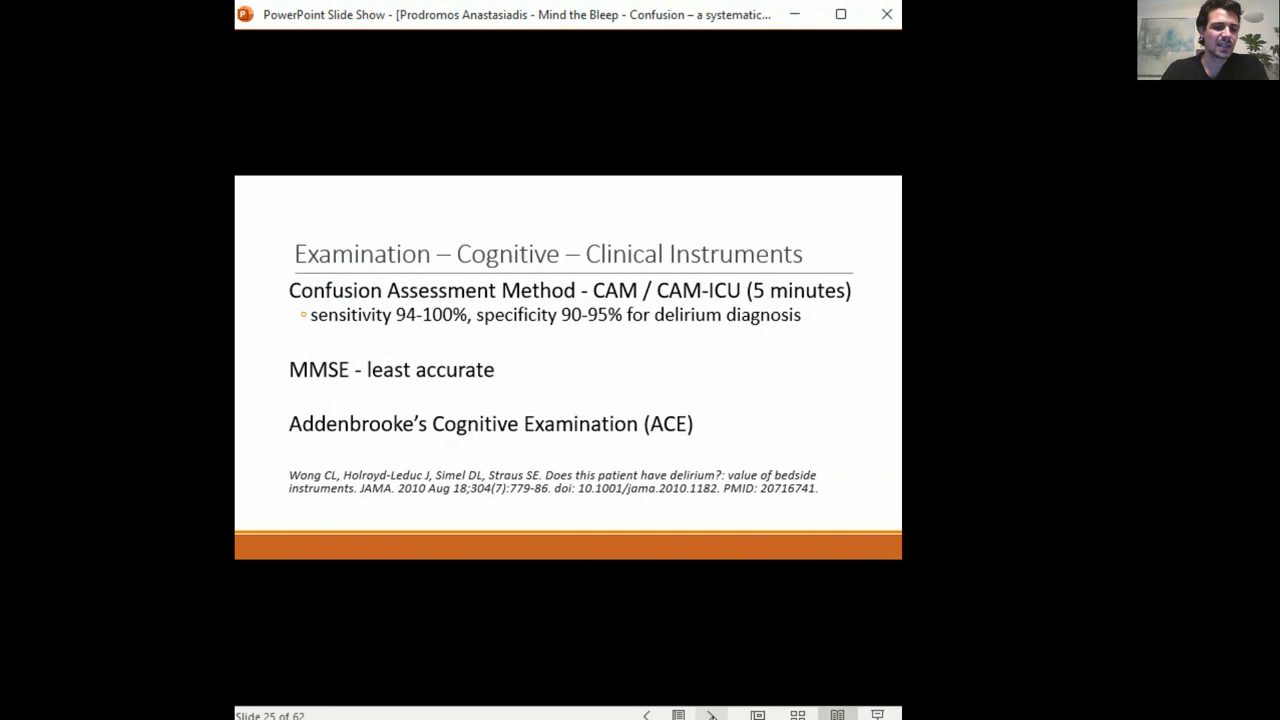 PowerPoint Slide Show - [Prodromos Anastasiadis - Mind the Bleep - Confusion – a systematic...
Examination – Cognitive – Clinical Instruments
Confusion Assessment Method - CAM / CAM-ICU (5 minutes)
sensitivity 94-100%, specificity 90-95% for delirium diagnosis
MMSE - least accurate
Addenbrooke’s Cognitive Examination (ACE)
Wong CL, Holroyd-Leduc J, Simel DL, Straus SE. Does this patient have delirium?: value of bedside
instruments. JAMA. 2010 Aug 18;304(7):779-86. doi: 10.1001/jama.2010.1182. PMID: 20716741.
Slide 25 of 62